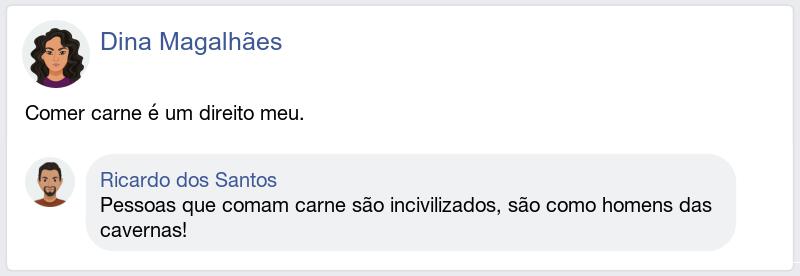 Dina Magalhães
Comer carne é um direito meu.
Ricardo dos Santos
Pessoas que comam carne são incivilizados, são como homens das
cavernas!